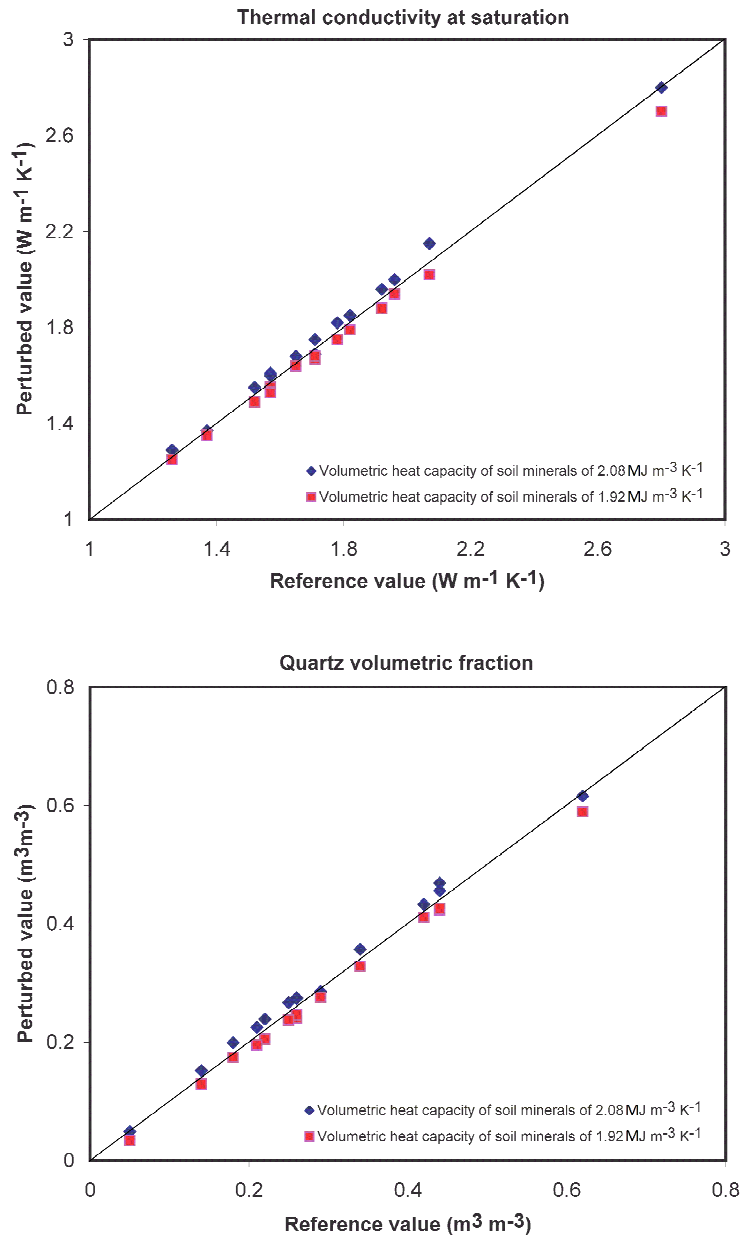 Thermal conductivity at saturation
3
2.6
2.2
1.8
1.4
1
Perturbed value (W m-1 K-1)
Volumetric heat capacity of soil minerals of 2.08 MJ m-3 K-1
Volumetric heat capacity of soil minerals of 1.92 MJ m-3 K-1
1 1.4 1.8 2.2 2.6 3
Reference value (W m-1 K-1)
Quartz volumetric fraction
0.8
0.6
0.4
0.2
0
Perturbed value (m3m-3)
Volumetric heat capacity of soil minerals of 2.08 MJ m-3 K-1
Volumetric heat capacity of soil minerals of 1.92 MJ m-3 K-1
0 0.2 0.4 0.6 0.8
Reference value (m3 m-3)